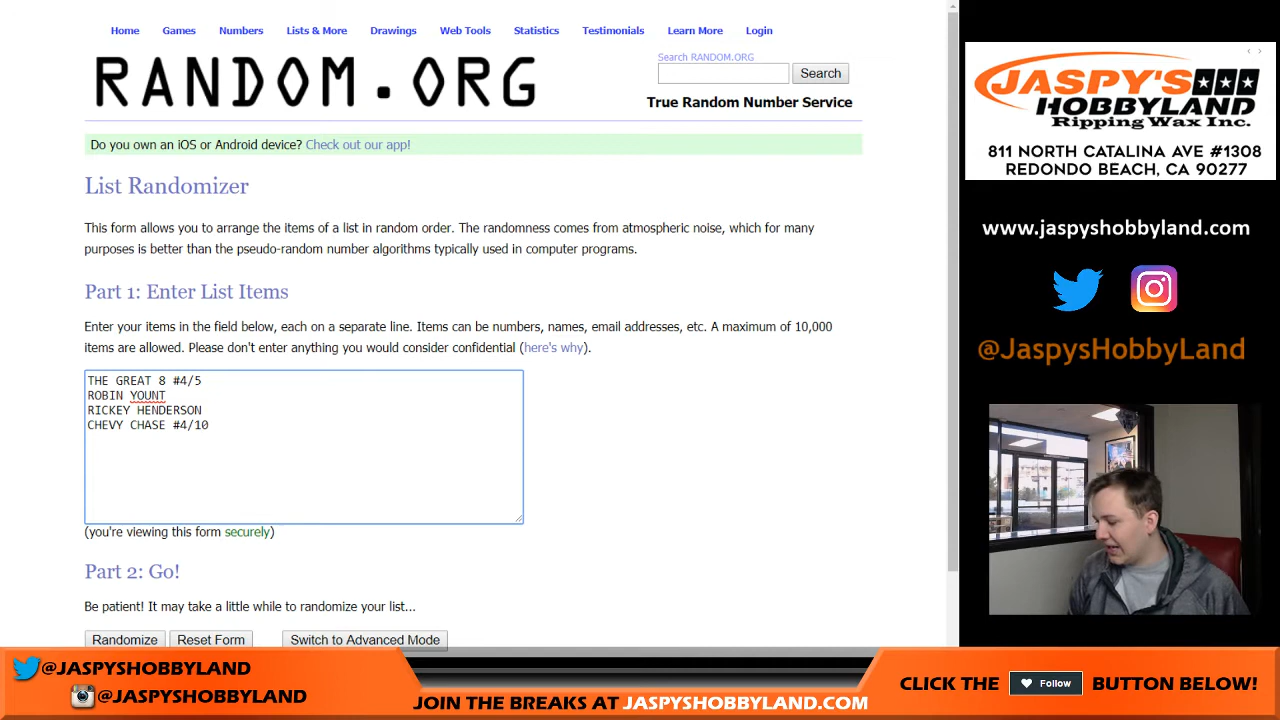 Home Games Numbers Lists & More Drawings Web Tools Statistics Testimonials Learn More Login
RANDOM.ORG
Search RANDOM.ORG
Search
True Random Number Service
Do you own an iOS or Android device? Check out our app!
List Randomizer
This form allows you to arrange the items of a list in random order. The randomness comes from atmospheric noise, which for many
purposes is better than the pseudo-random number algorithms typically used in computer programs.
Part 1: Enter List Items
Enter your items in the field below, each on a separate line. Items can be numbers, names, email addresses, etc. A maximum of 10,000
items are allowed. Please don't enter anything you would consider confidential (here's why).
THE GREAT 8 #4/5
ROBIN YOUNT
RICKEY HENDERSON
CHEVY CHASE #4/10
(you're viewing this form securely)
Part 2: Go!
Be patient! It may take a little while to randomize your list...
Randomize Reset Form Switch to Advanced Mode
JASPY'S
HOBBYLAND
Ripping Wax Inc.
811 NORTH CATALINA AVE #1308
REDONDO BEACH, CA 90277
www.jaspyshobbyland.com
@JaspysHobbyLand
@JASPYSHOBBYLAND
@JASPYSHOBBYLAND
JOIN THE BREAKS AT JASPYSHOBBYLAND.COM
CLICK THE Follow BUTTON BELOW!